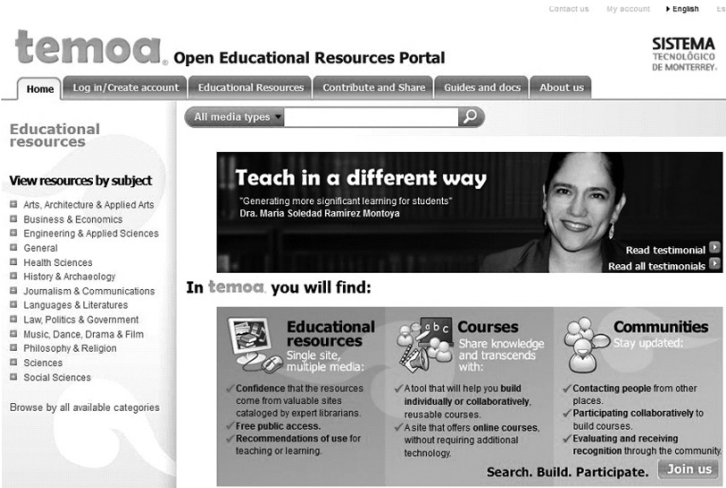 Contact us My account English Es
temoa. Open Educational Resources Portal
SISTEMA
TECNOLÓGICO
DE MONTERREY.
Home Log in/Create account Educational Resources Contribute and Share Guides and docs About us
All media types
Educational
resources
View resources by subject
Arts, Architecture & Applied Arts
Business & Economics
Engineering & Applied Sciences
General
Health Sciences
History & Archaeology
Journalism & Communications
Languages & Literatures
Law, Politics & Government
Music, Dance, Drama & Film
Philosophy & Religion
Sciences
Social Sciences
Browse by all available categories
Teach in a different way
"Generating more significant learning for students"
Dra. María Soledad Ramírez Montoya
Read testimonial
Read all testimonials
In temoa you will find:
Educational
resources
Single site,
multiple media:
Confidence that the resources
come from valuable sites
cataloged by expert librarians.
Free public access.
Recommendations of use for
teaching or learning.
a b c
Courses
Share knowledge
and transcends
with:
A tool that will help you build
individually or collaboratively,
reusable courses.
A site that offers online courses,
without requiring additional
technology.
Communities
Stay updated:
Contacting people from other
places.
Participating collaboratively to
build courses.
Evaluating and receiving
recognition through the community.
Search. Build. Participate. Join us